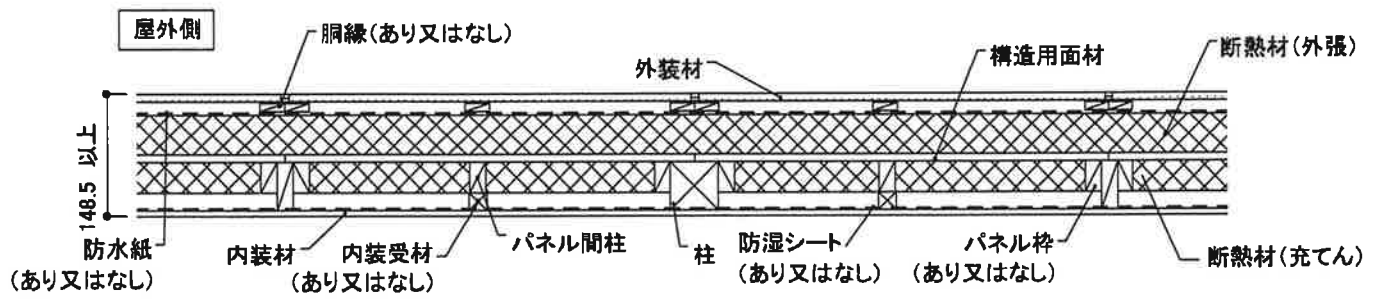 屋外側
胴縁(あり又はなし)
外装材
構造用面材
断熱材(外張)
148.5 以上
防水紙
(あり又はなし)
内装材
内装受材
(あり又はなし)
パネル間柱
柱
防湿シート
(あり又はなし)
パネル枠
(あり又はなし)
断熱材(充てん)